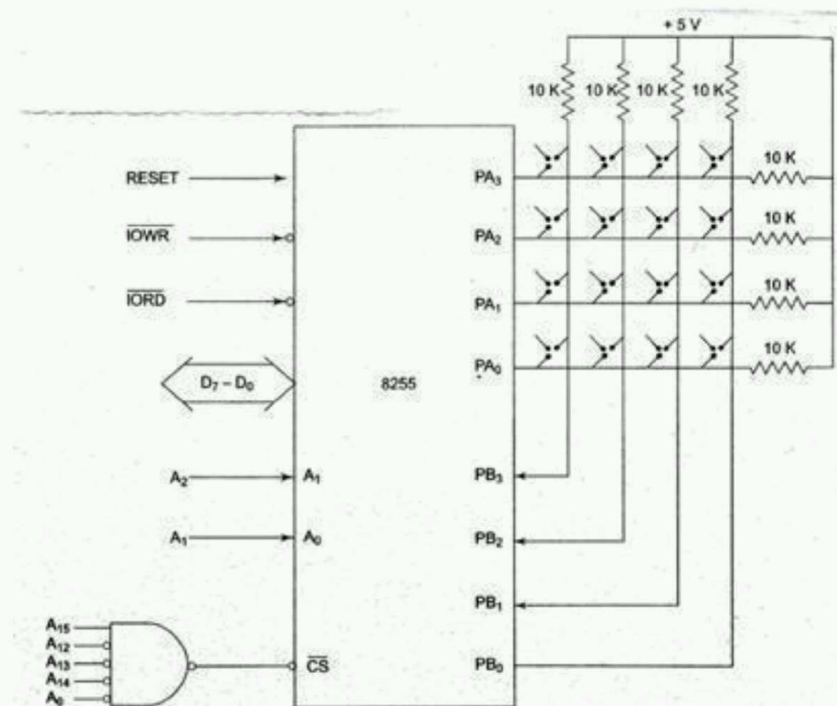 + 5 V
10 K 10 K 10 K 10 K
RESET
PA3
10 K
IOWR
PA2
10 K
IORD
PA1
10 K
PA0
10 K
D7 – D0
8255
A2 A1
PB3
A1 A0
PB2
PB1
A15
A12
A13
A14
A0
CS
PB0